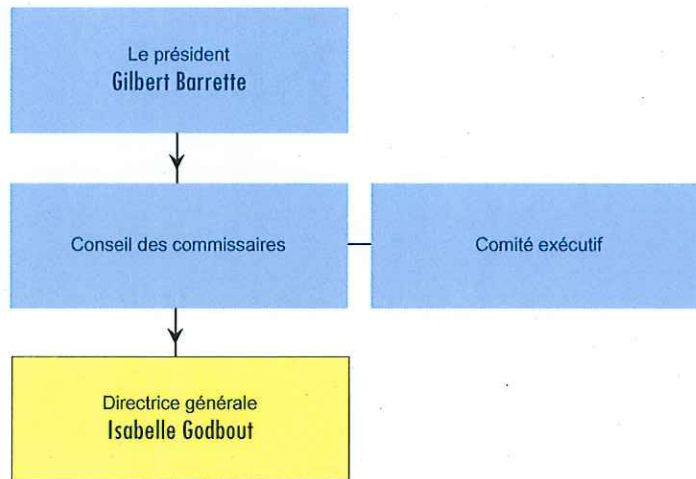 Le président
Gilbert Barrette
Conseil des commissaires
Comité exécutif
Directrice générale
Isabelle Godbout